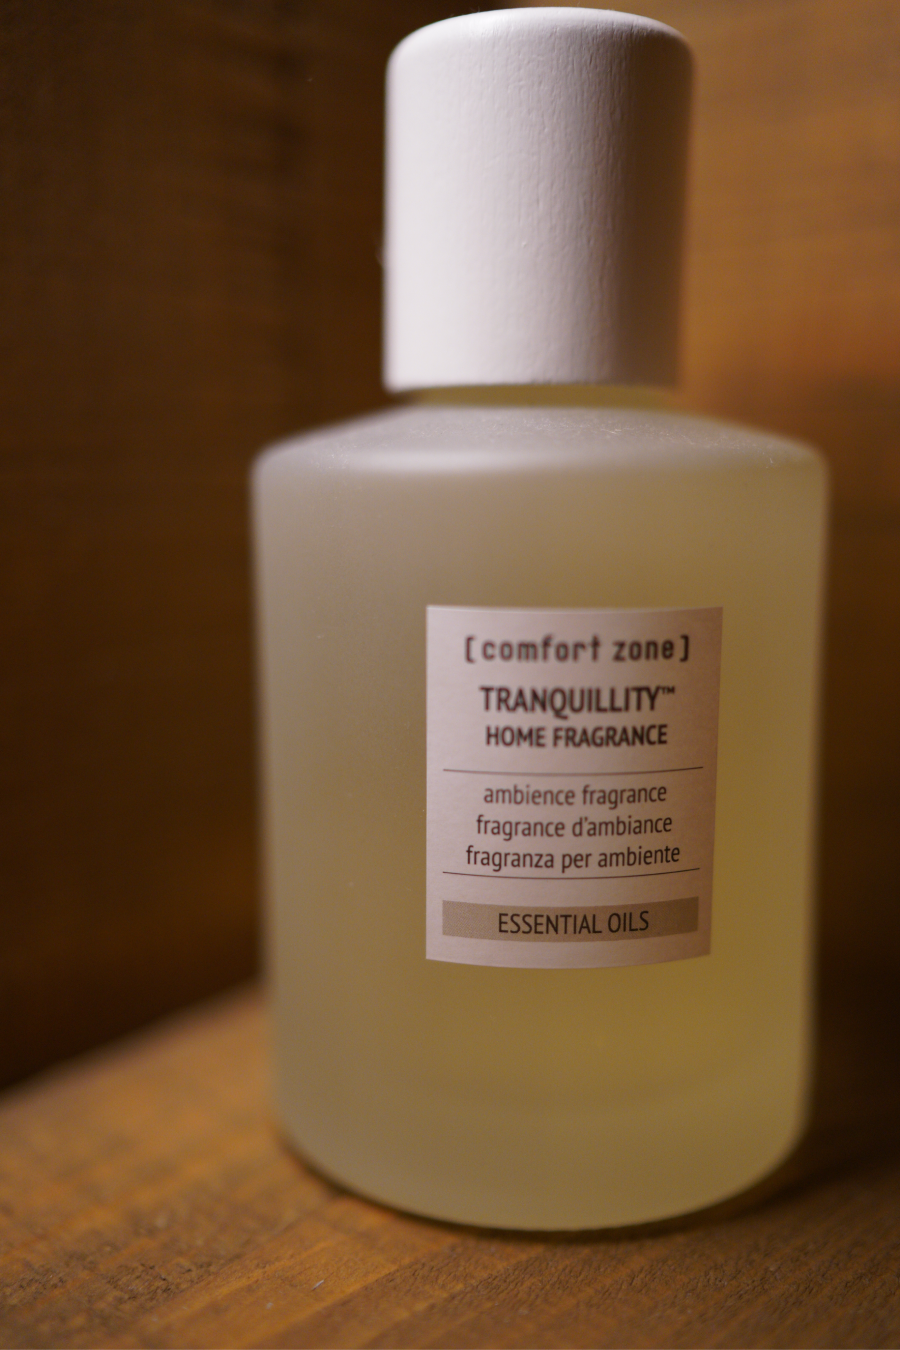 [comfort zone]
TRANQUILLITY™
HOME FRAGRANCE
ambience fragrance
fragrance d'ambiance
fragranza per ambiente
ESSENTIAL OILS